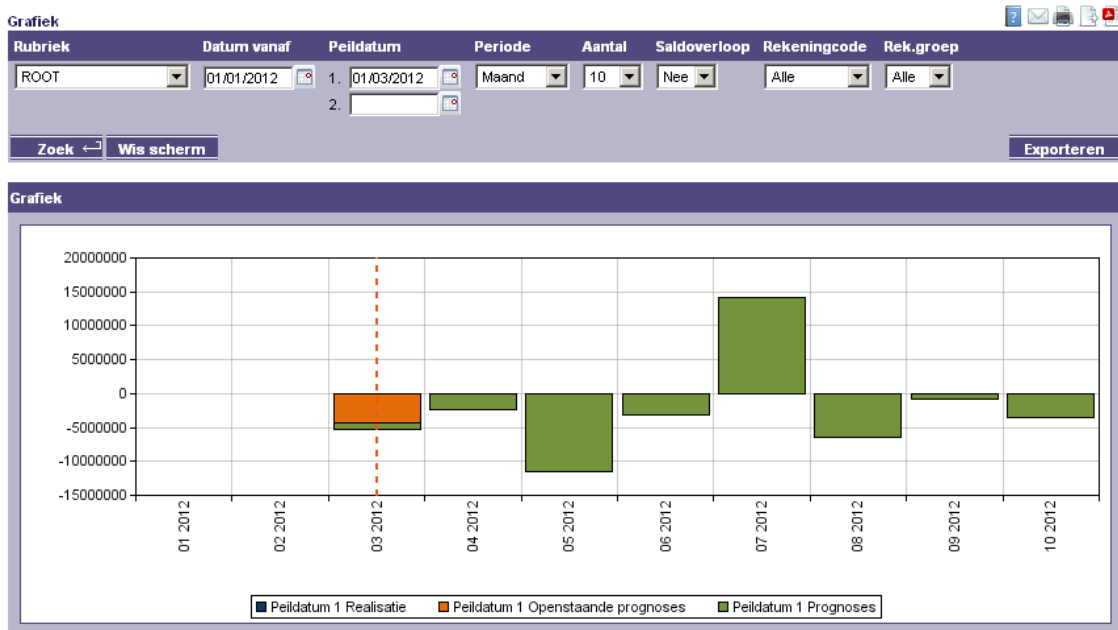 Grafiek
Rubriek Datum vanaf Peildatum Periode Aantal Saldoverloop Rekeningcode Rek.groep
ROOT 01/01/2012 1. 01/03/2012 Maand 10 Nee Alle Alle
2.
Zoek Wis scherm Exporteren
Grafiek
20000000
15000000
10000000
5000000
0
-5000000
-10000000
-15000000
01 2012 02 2012 03 2012 04 2012 05 2012 06 2012 07 2012 08 2012 09 2012 10 2012
Peildatum 1 Realisatie Peildatum 1 Openstaande prognoses Peildatum 1 Prognoses